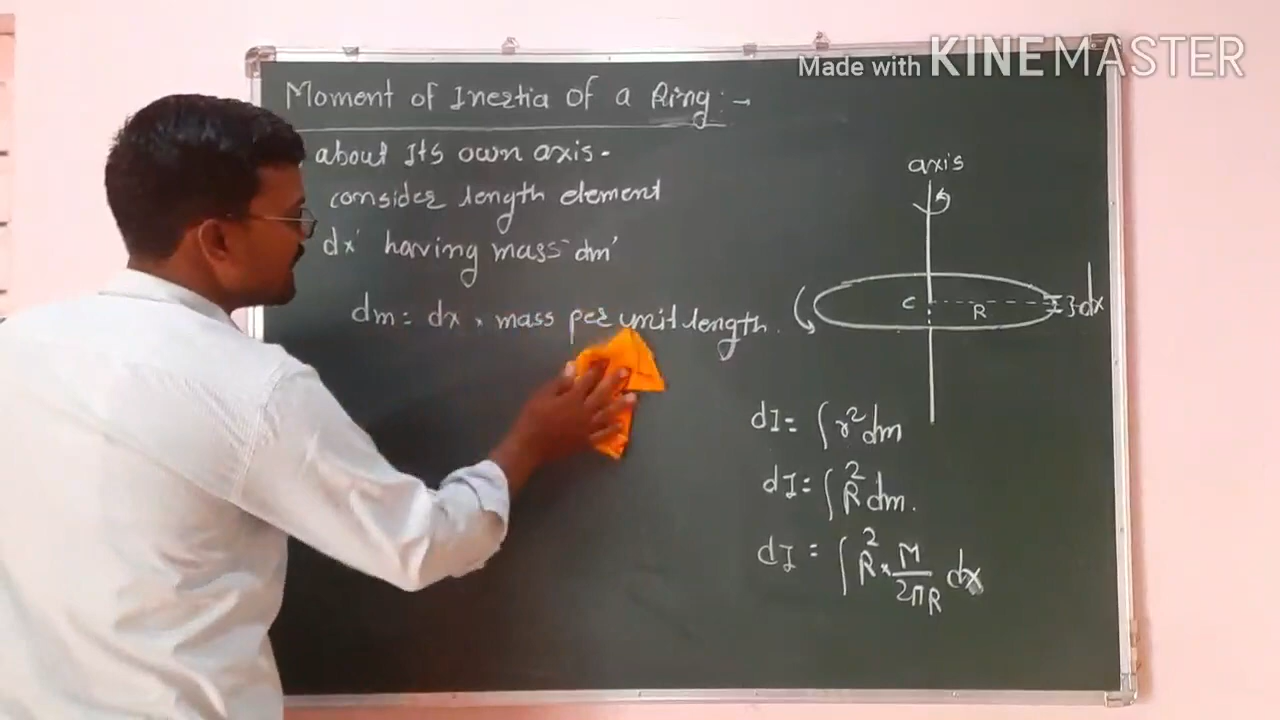 Made with KINEMASTER
Moment of Inertia of a Ring :-
about Its own axis-
consider length element
dx' having mass dm'
dm = dx × mass per unit length.
axis
C R }dx
dI = ∫ r² dm
dI = ∫ R² dm.
dI = ∫ R² × M/2πR dx